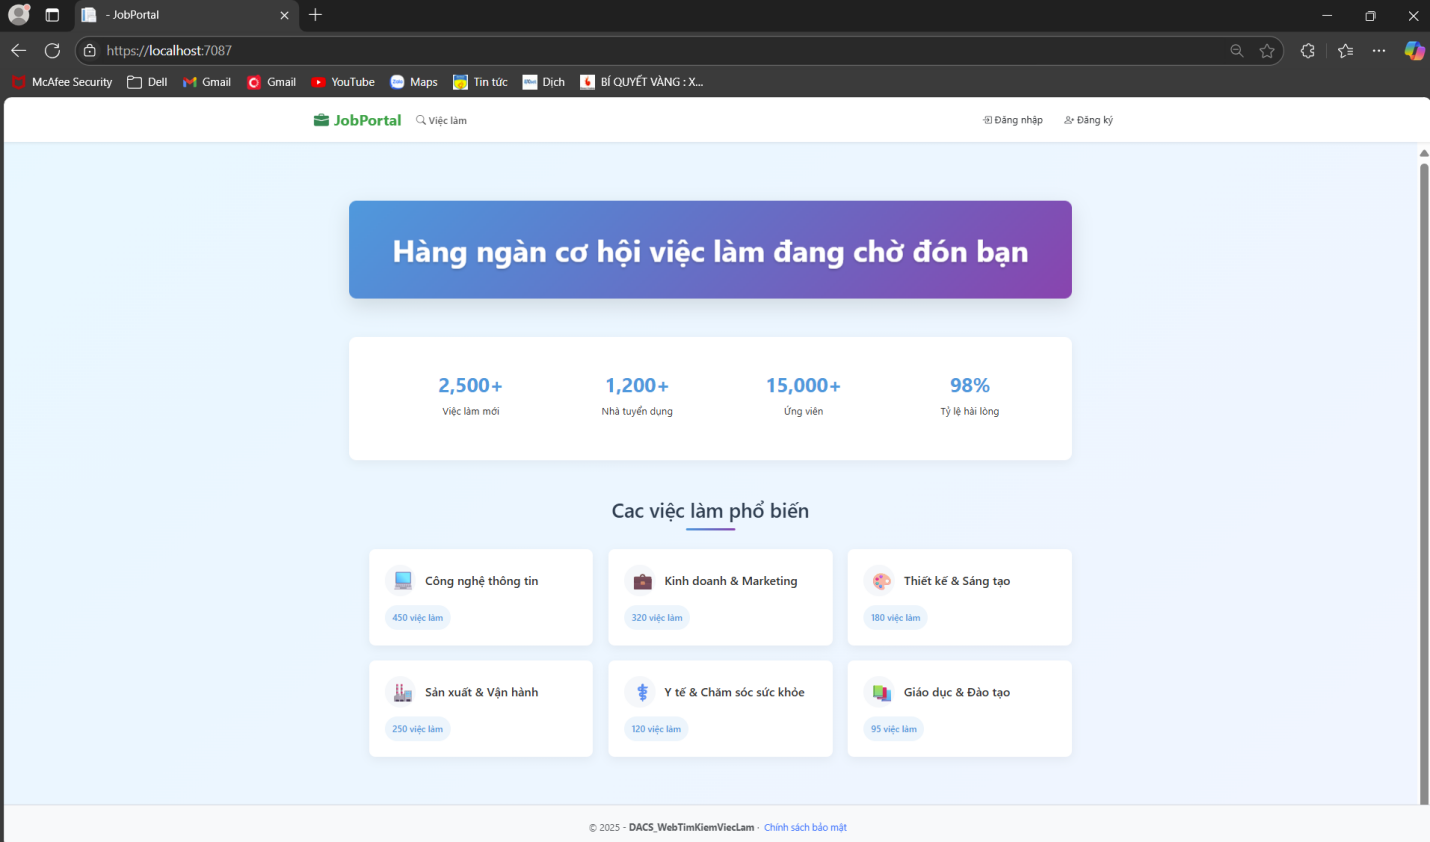 - JobPortal
https://localhost:7087
McAfee Security Dell Gmail Gmail YouTube Maps Tin tức Dịch BÍ QUYẾT VÀNG : X...
JobPortal Việc làm Đăng nhập Đăng ký
Hàng ngàn cơ hội việc làm đang chờ đón bạn
2,500+ 1,200+ 15,000+ 98%
Việc làm mới Nhà tuyển dụng Ứng viên Tỷ lệ hài lòng
Cac việc làm phổ biến
Công nghệ thông tin Kinh doanh & Marketing Thiết kế & Sáng tạo
450 việc làm 320 việc làm 180 việc làm
Sản xuất & Vận hành Y tế & Chăm sóc sức khỏe Giáo dục & Đào tạo
250 việc làm 120 việc làm 95 việc làm
© 2025 - DACS_WebTimKiemViecLam - Chính sách bảo mật